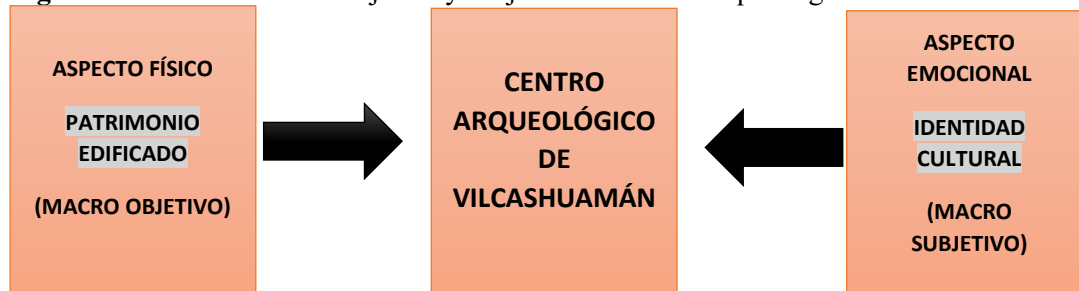 ASPECTO FÍSICO
PATRIMONIO
EDIFICADO
(MACRO OBJETIVO)
CENTRO
ARQUEOLÓGICO
DE
VILCASHUAMÁN
ASPECTO
EMOCIONAL
IDENTIDAD
CULTURAL
(MACRO
SUBJETIVO)